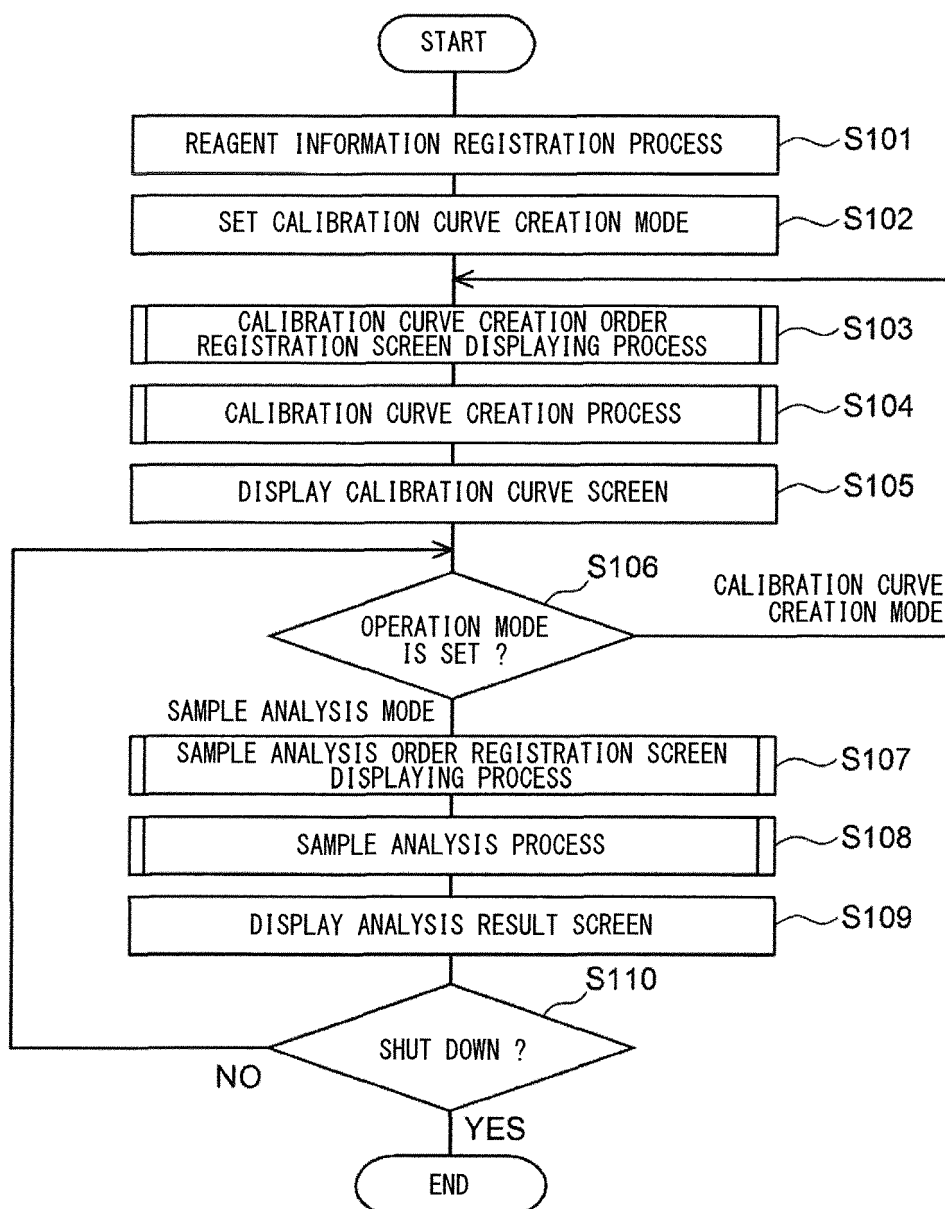 START
REAGENT INFORMATION REGISTRATION PROCESS
S101
SET CALIBRATION CURVE CREATION MODE
S102
CALIBRATION CURVE CREATION ORDER
REGISTRATION SCREEN DISPLAYING PROCESS
S103
CALIBRATION CURVE CREATION PROCESS
S104
DISPLAY CALIBRATION CURVE SCREEN
S105
S106
OPERATION MODE
IS SET ?
CALIBRATION CURVE
CREATION MODE
SAMPLE ANALYSIS MODE
SAMPLE ANALYSIS ORDER REGISTRATION SCREEN
DISPLAYING PROCESS
S107
SAMPLE ANALYSIS PROCESS
S108
DISPLAY ANALYSIS RESULT SCREEN
S109
S110
SHUT DOWN ?
NO
YES
END